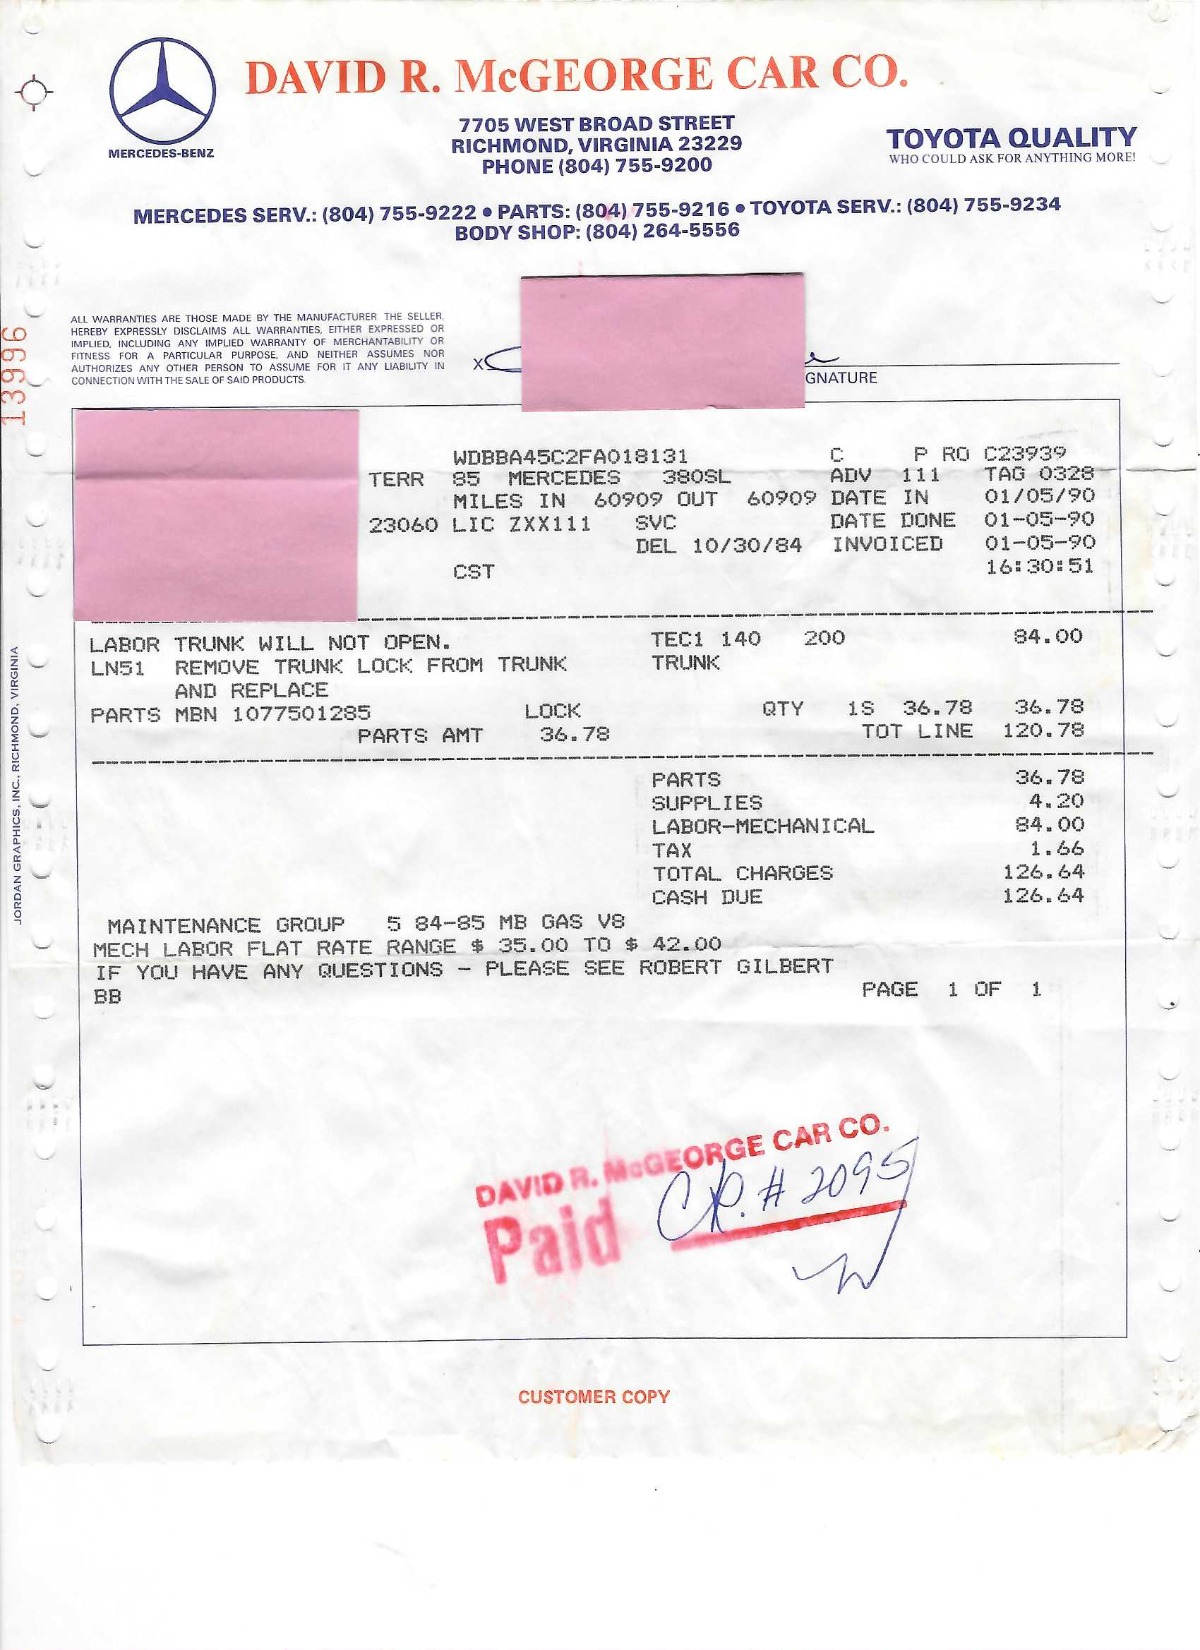 DAVID R. McGEORGE CAR CO.
MERCEDES-BENZ
7705 WEST BROAD STREET
RICHMOND, VIRGINIA 23229
PHONE (804) 755-9200
TOYOTA QUALITY
WHO COULD ASK FOR ANYTHING MORE!
MERCEDES SERV.: (804) 755-9222 • PARTS: (804) 755-9216 • TOYOTA SERV.: (804) 755-9234
BODY SHOP: (804) 264-5556
ALL WARRANTIES ARE THOSE MADE BY THE MANUFACTURER THE SELLER,
HEREBY EXPRESSLY DISCLAIMS ALL WARRANTIES, EITHER EXPRESSED OR
IMPLIED, INCLUDING ANY IMPLIED WARRANTY OF MERCHANTABILITY OR
FITNESS FOR A PARTICULAR PURPOSE, AND NEITHER ASSUMES NOR
AUTHORIZES ANY OTHER PERSON TO ASSUME FOR IT ANY LIABILITY IN
CONNECTION WITH THE SALE OF SAID PRODUCTS.
X
GNATURE
13996
WDBBA45C2FA018131 C P RO C23939
TERR 85 MERCEDES 380SL ADV 111 TAG 0328
MILES IN 60909 OUT 60909 DATE IN 01/05/90
23060 LIC ZXX111 SVC DATE DONE 01-05-90
DEL 10/30/84 INVOICED 01-05-90
CST 16:30:51
LABOR TRUNK WILL NOT OPEN. TEC1 140 200 84.00
LN51 REMOVE TRUNK LOCK FROM TRUNK TRUNK
AND REPLACE
PARTS MBN 1077501285 LOCK QTY 1S 36.78 36.78
PARTS AMT 36.78 TOT LINE 120.78
PARTS 36.78
SUPPLIES 4.20
LABOR-MECHANICAL 84.00
TAX 1.66
TOTAL CHARGES 126.64
CASH DUE 126.64
MAINTENANCE GROUP 5 84-85 MB GAS V8
MECH LABOR FLAT RATE RANGE $ 35.00 TO $ 42.00
IF YOU HAVE ANY QUESTIONS - PLEASE SEE ROBERT GILBERT
BB PAGE 1 OF 1
JORDAN GRAPHICS, INC., RICHMOND, VIRGINIA
DAVID R. McGEORGE CAR CO.
Paid
# 2095
CUSTOMER COPY